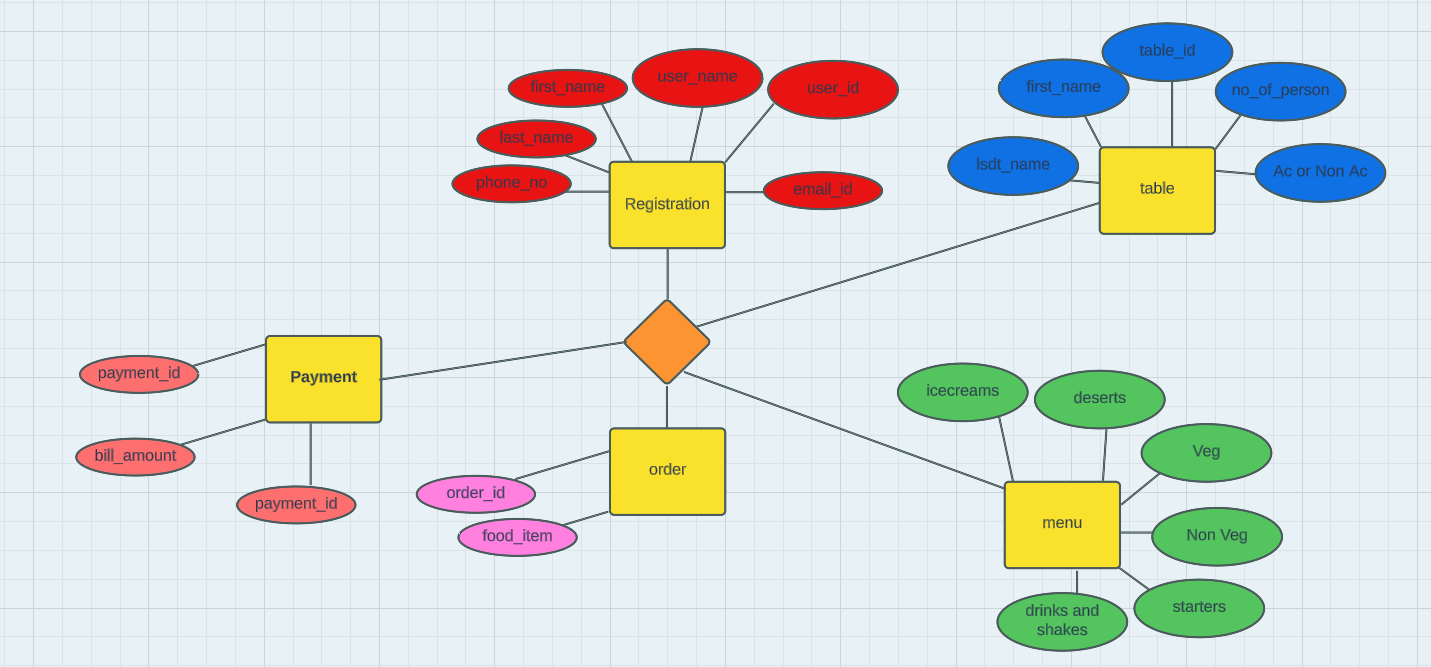 table_id
user_name
first_name
user_id
first_name
no_of_person
last_name
lsdt_name
Ac or Non Ac
phone_no
email_id
Registration
table
payment_id
Payment
icecreams
deserts
Veg
bill_amount
order
order_id
payment_id
food_item
menu
Non Veg
starters
drinks and
shakes